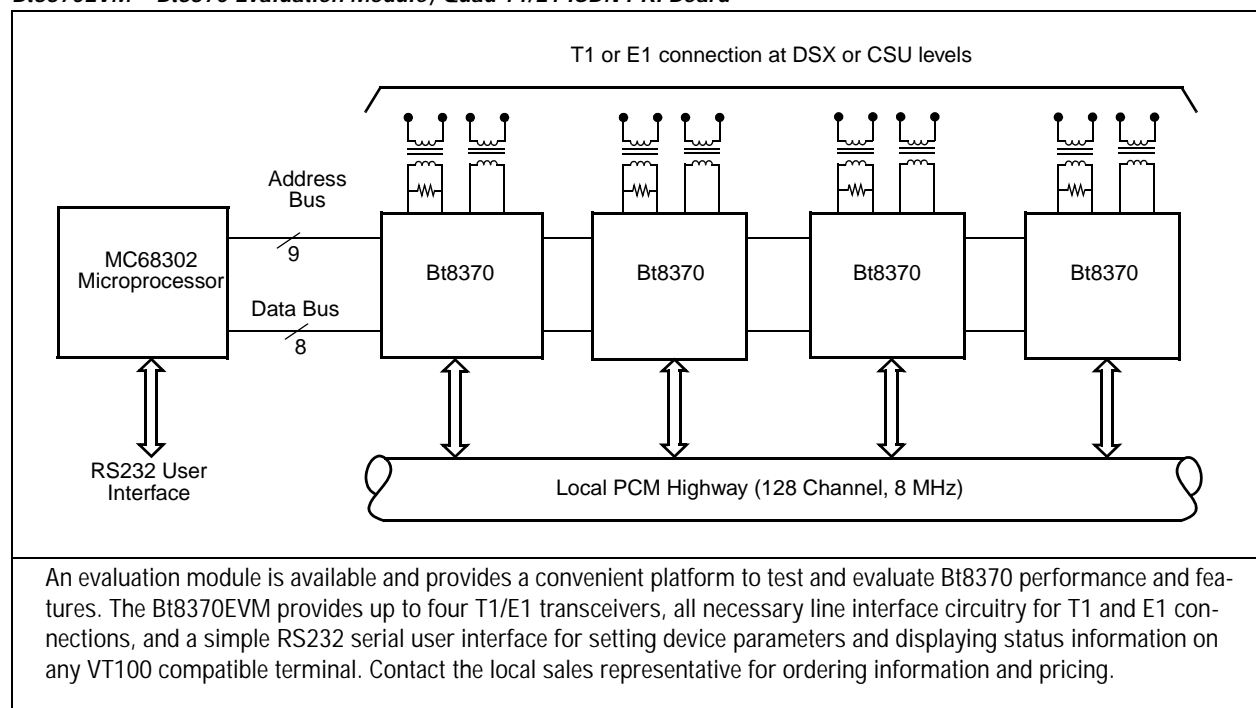 T1 or E1 connection at DSX or CSU levels
Address
Bus
9
MC68302
Microprocessor
Data Bus
8
Bt8370
Bt8370
Bt8370
Bt8370
RS232 User
Interface
Local PCM Highway (128 Channel, 8 MHz)
An evaluation module is available and provides a convenient platform to test and evaluate Bt8370 performance and fea-
tures. The Bt8370EVM provides up to four T1/E1 transceivers, all necessary line interface circuitry for T1 and E1 con-
nections, and a simple RS232 serial user interface for setting device parameters and displaying status information on
any VT100 compatible terminal. Contact the local sales representative for ordering information and pricing.